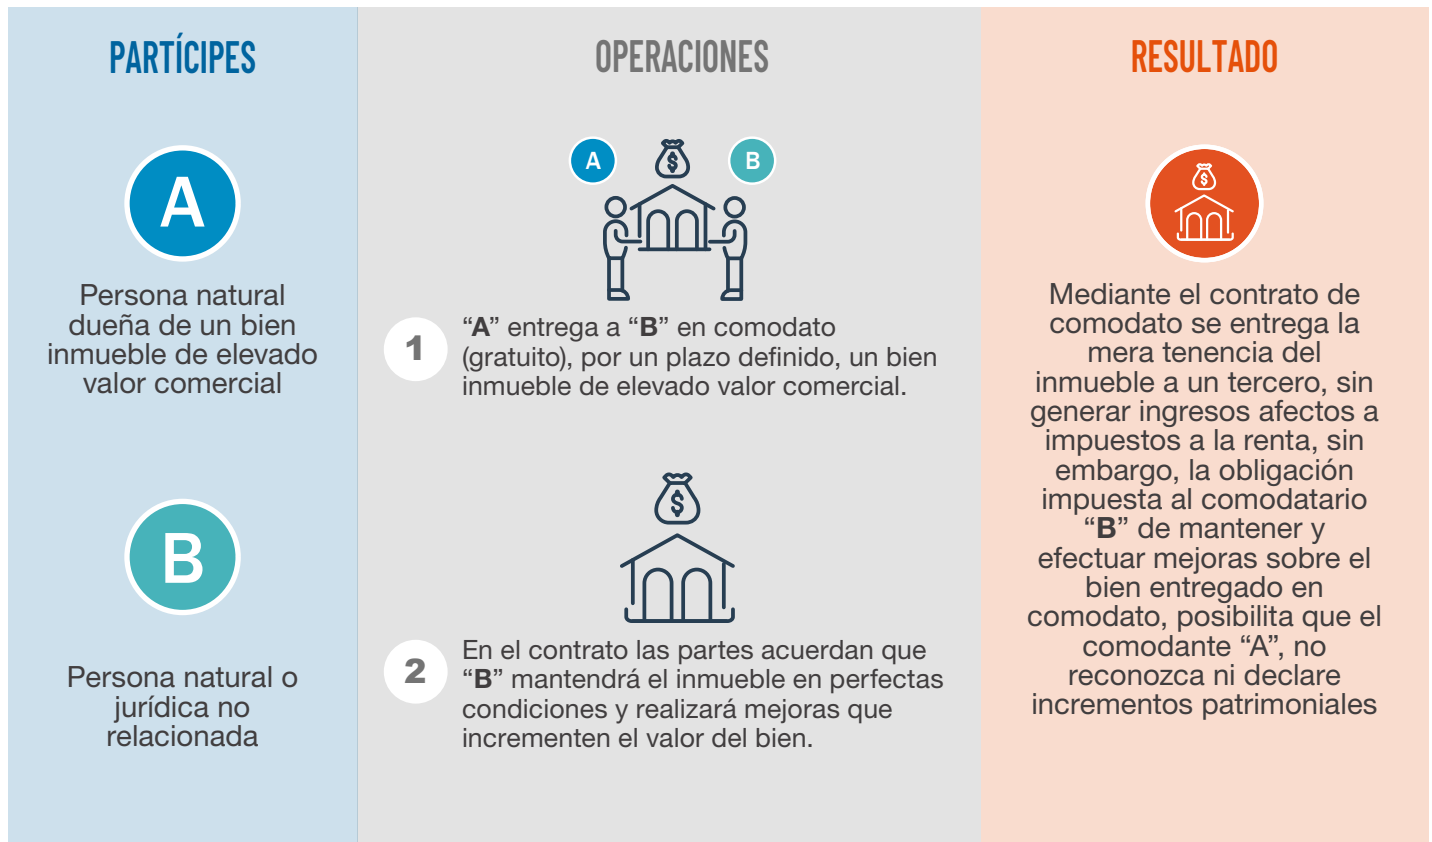 PARTÍCIPES
A
Persona natural
dueña de un bien
inmueble de elevado
valor comercial
B
Persona natural o
jurídica no
relacionada
OPERACIONES
A
$
B
1
“A” entrega a “B” en comodato
(gratuito), por un plazo definido, un bien
inmueble de elevado valor comercial.
$
2
En el contrato las partes acuerdan que
“B” mantendrá el inmueble en perfectas
condiciones y realizará mejoras que
incrementen el valor del bien.
RESULTADO
$
Mediante el contrato de
comodato se entrega la
mera tenencia del
inmueble a un tercero, sin
generar ingresos afectos a
impuestos a la renta, sin
embargo, la obligación
impuesta al comodatario
“B” de mantener y
efectuar mejoras sobre el
bien entregado en
comodato, posibilita que el
comodante “A”, no
reconozca ni declare
incrementos patrimoniales